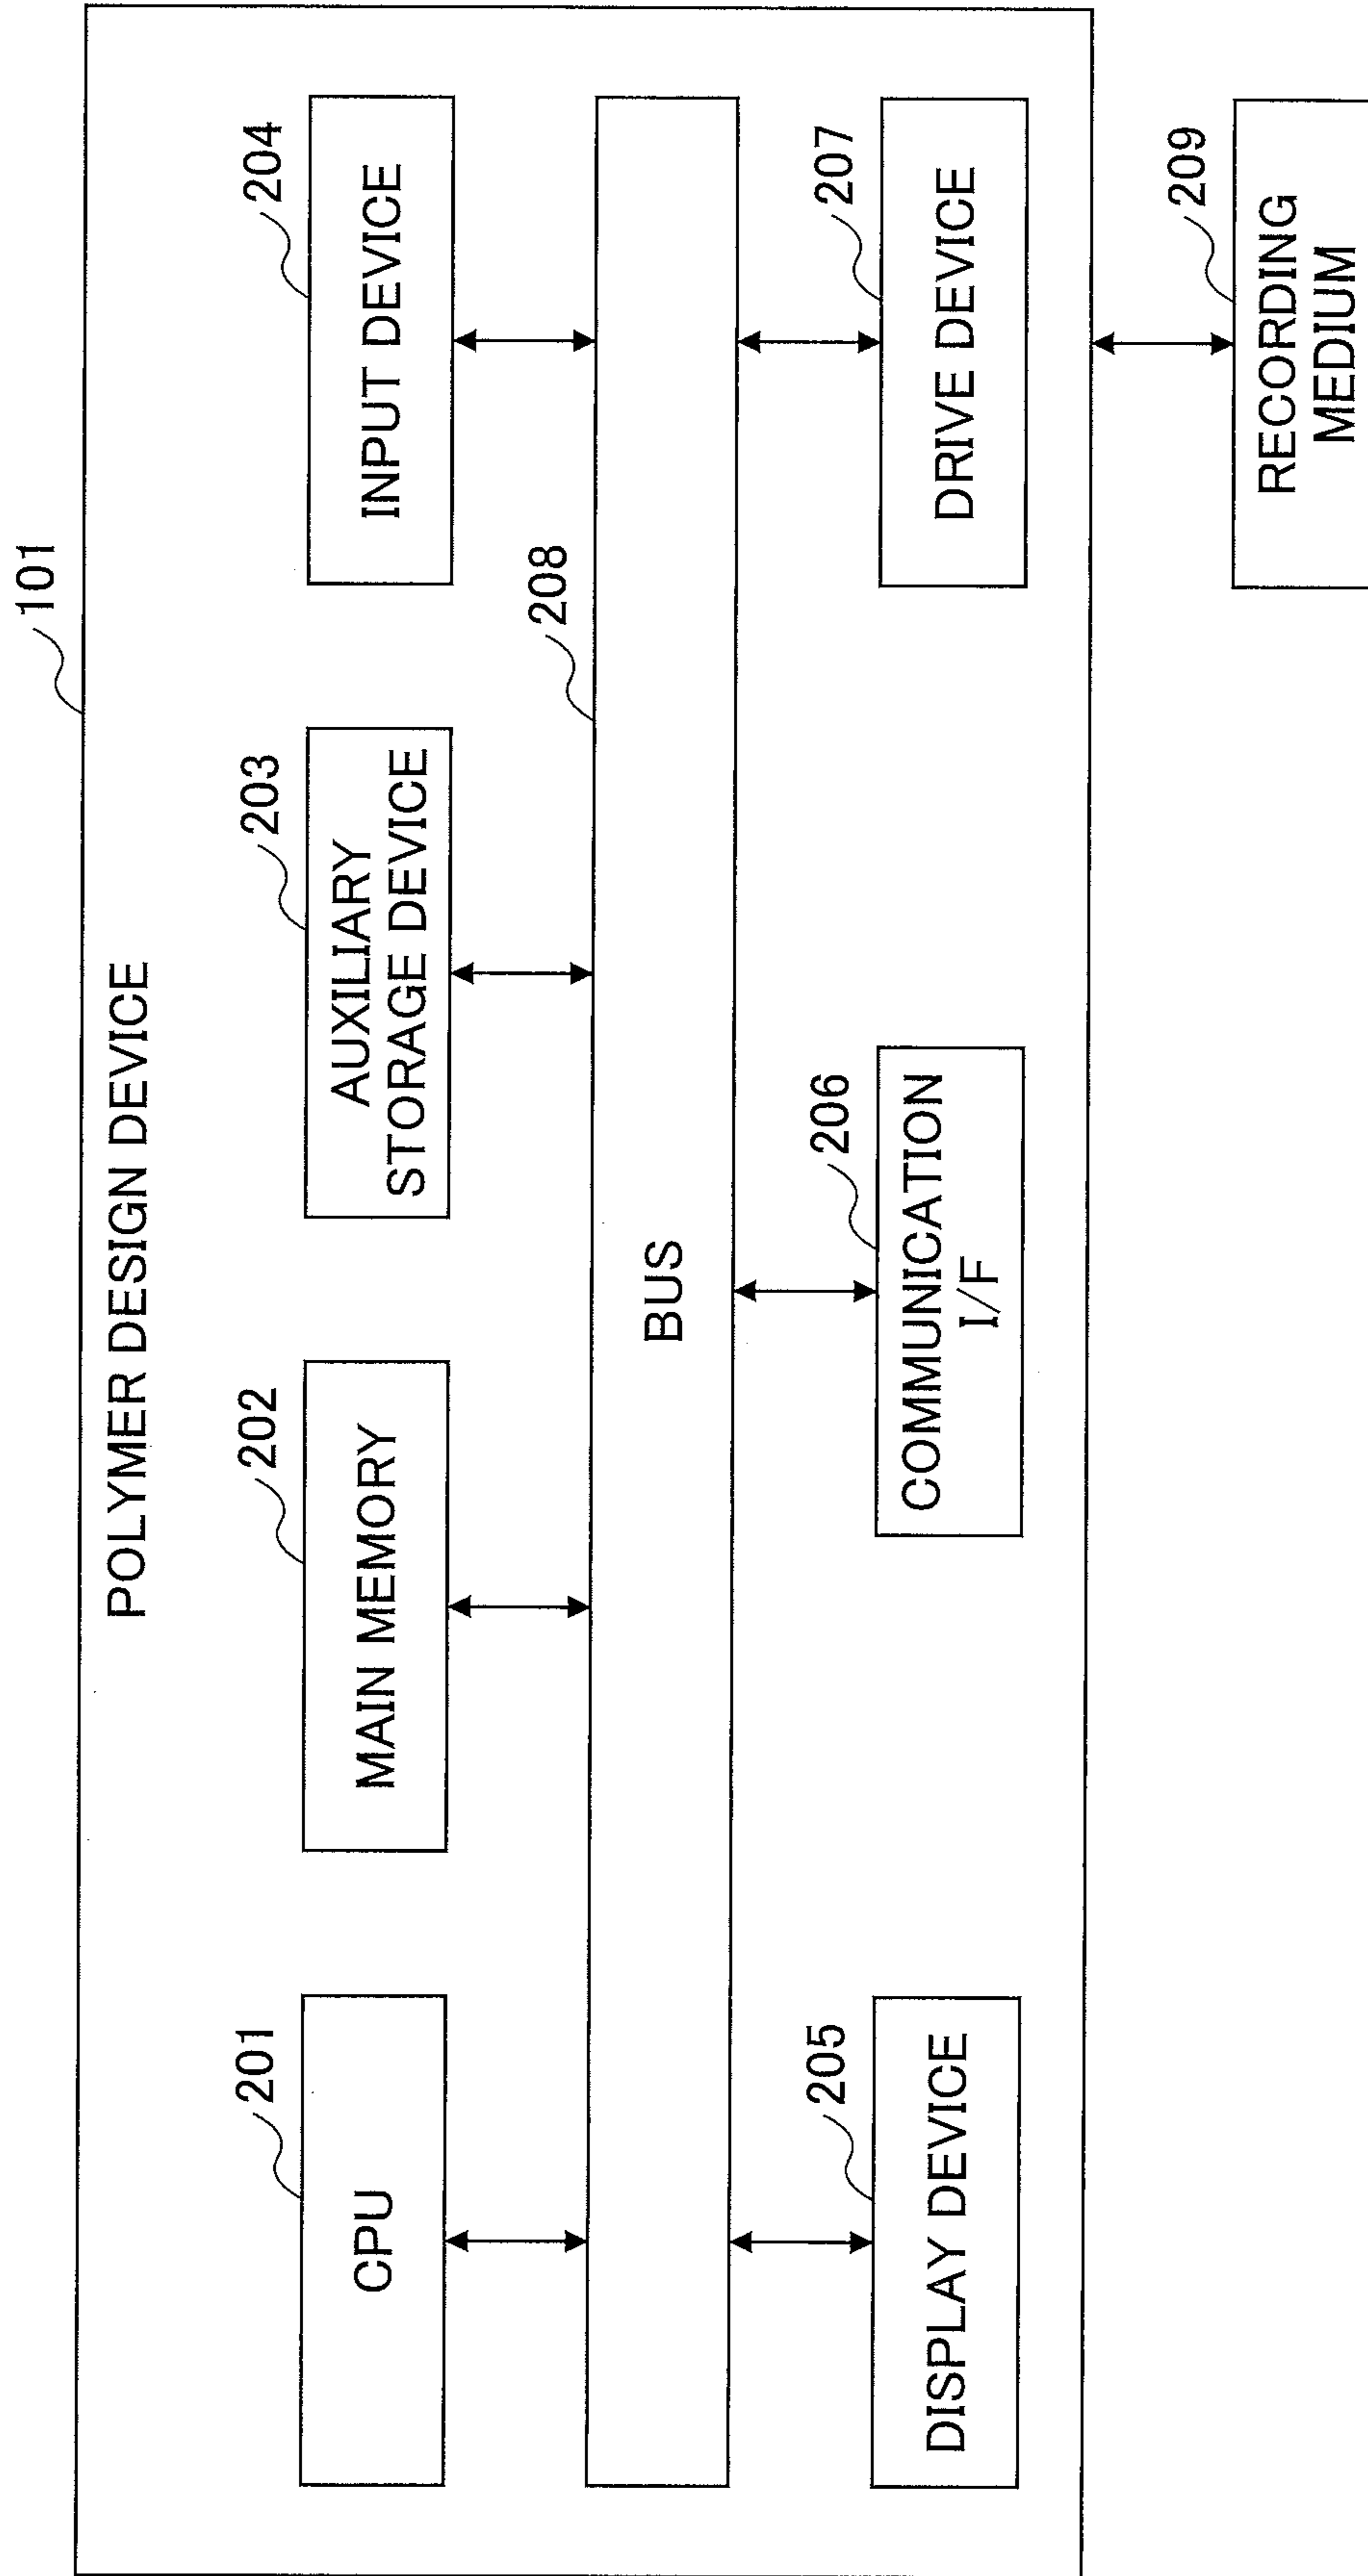 101
POLYMER DESIGN DEVICE
201
202
203
204
CPU
MAIN MEMORY
AUXILIARY
STORAGE DEVICE
INPUT DEVICE
208
BUS
205
206
207
DISPLAY DEVICE
COMMUNICATION
I/F
DRIVE DEVICE
209
RECORDING
MEDIUM